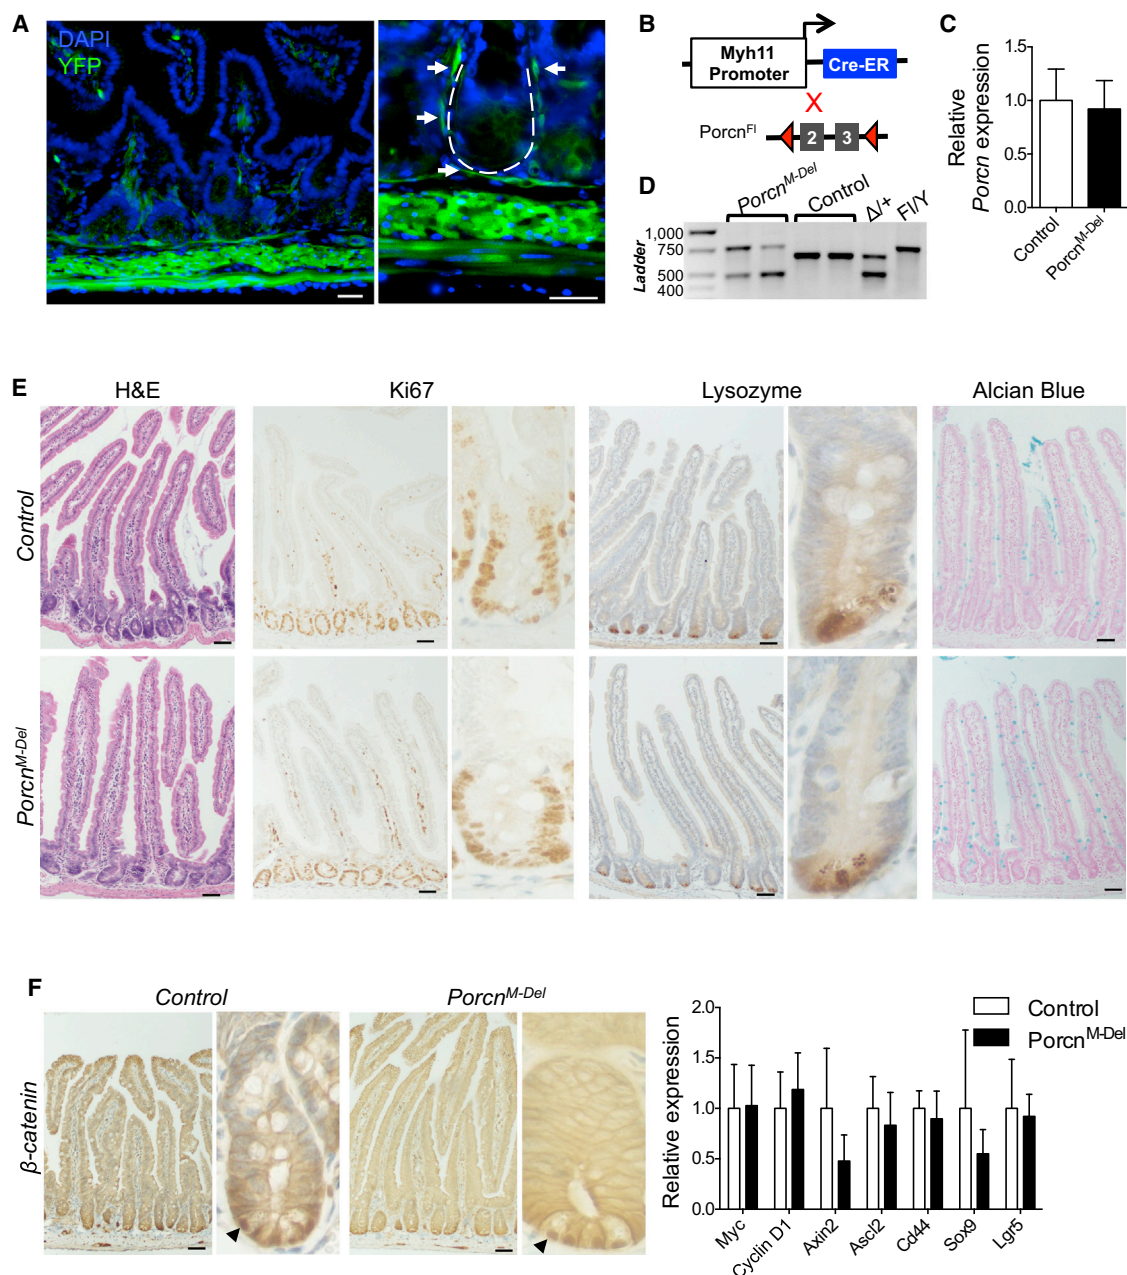 A
DAPI
YFP
B
Myh11
Promoter
Cre-ER
X
Porcn^Fl
2
3
C
Relative
Porcn expression
1.5
1.0
0.5
0.0
Control
Porcn^M-Del
D
Porcn^M-Del
Control
Δ/+
Fl/Y
Ladder
1,000
750
500
400
E
H&E
Ki67
Lysozyme
Alcian Blue
Control
Porcn^M-Del
F
Control
Porcn^M-Del
β-catenin
Relative expression
2.0
1.5
1.0
0.5
0.0
Control
Porcn^M-Del
Myc
Cyclin D1
Axin2
Ascl2
Cd44
Sox9
Lgr5